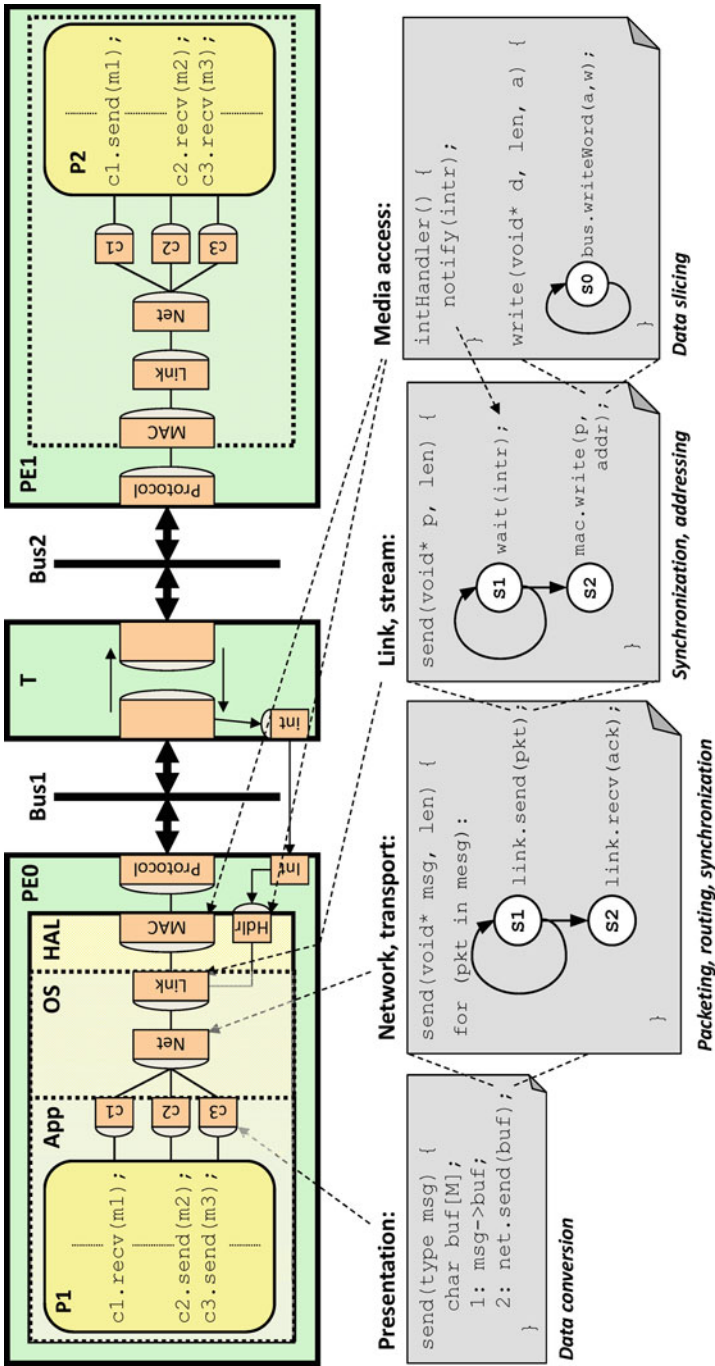 PE0
App
OS
HAL
P1
c1.recv(m1);
c2.send(m2);
c3.send(m3);
c1
c2
c3
Net
Link
MAC
Hdlr
Protocol
Int
Bus1
T
int
Bus2
PE1
Protocol
MAC
Link
Net
c1
c2
c3
P2
c1.send(m1);
c2.recv(m2);
c3.recv(m3);
Presentation:
send(type msg) {
char buf[M];
1: msg->buf;
2: net.send(buf);
}
Data conversion
Network, transport:
send(void* msg, len) {
for (pkt in mesg):
S1 link.send(pkt);
S2 link.recv(ack);
}
Packeting, routing, synchronization
Link, stream:
send(void* p, len) {
S1 wait(intr);
S2 mac.write(p,
addr);
}
Synchronization, addressing
Media access:
intHandler() {
notify(intr);
}
write(void* d, len, a) {
S0 bus.writeWord(a,w);
}
Data slicing